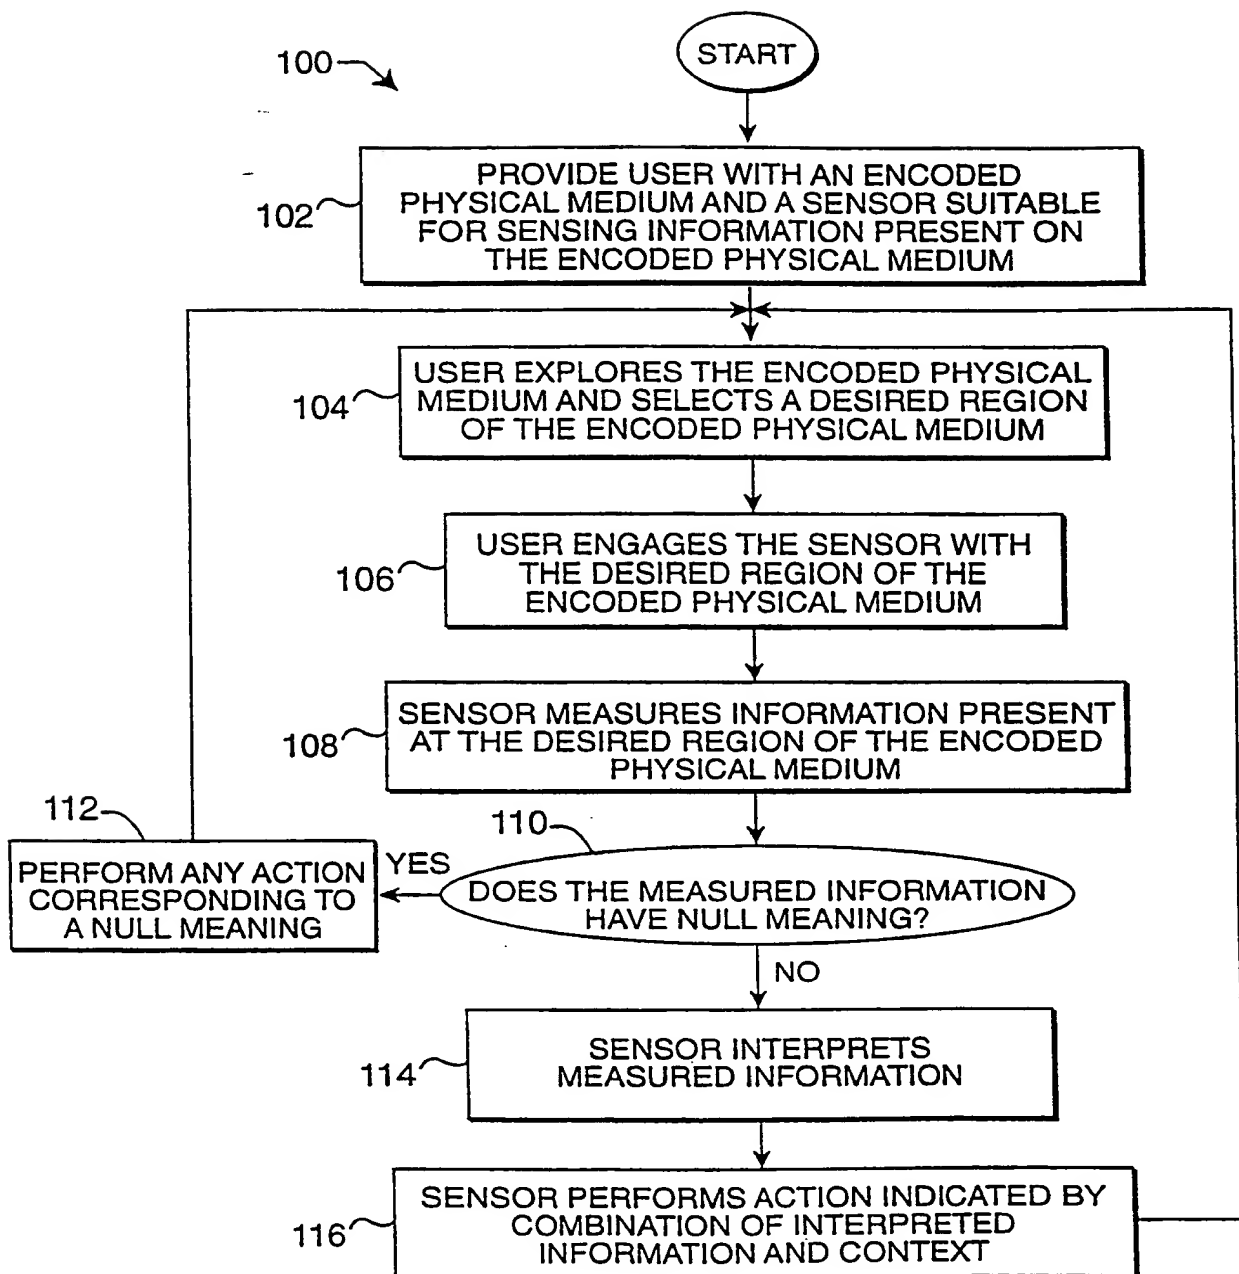 START
100
PROVIDE USER WITH AN ENCODED
PHYSICAL MEDIUM AND A SENSOR SUITABLE
FOR SENSING INFORMATION PRESENT ON
THE ENCODED PHYSICAL MEDIUM
102
USER EXPLORES THE ENCODED PHYSICAL
MEDIUM AND SELECTS A DESIRED REGION
OF THE ENCODED PHYSICAL MEDIUM
104
USER ENGAGES THE SENSOR WITH
THE DESIRED REGION OF THE
ENCODED PHYSICAL MEDIUM
106
SENSOR MEASURES INFORMATION PRESENT
AT THE DESIRED REGION OF THE ENCODED
PHYSICAL MEDIUM
108
110
DOES THE MEASURED INFORMATION
HAVE NULL MEANING?
YES
112
PERFORM ANY ACTION
CORRESPONDING TO
A NULL MEANING
NO
SENSOR INTERPRETS
MEASURED INFORMATION
114
SENSOR PERFORMS ACTION INDICATED BY
COMBINATION OF INTERPRETED
INFORMATION AND CONTEXT
116